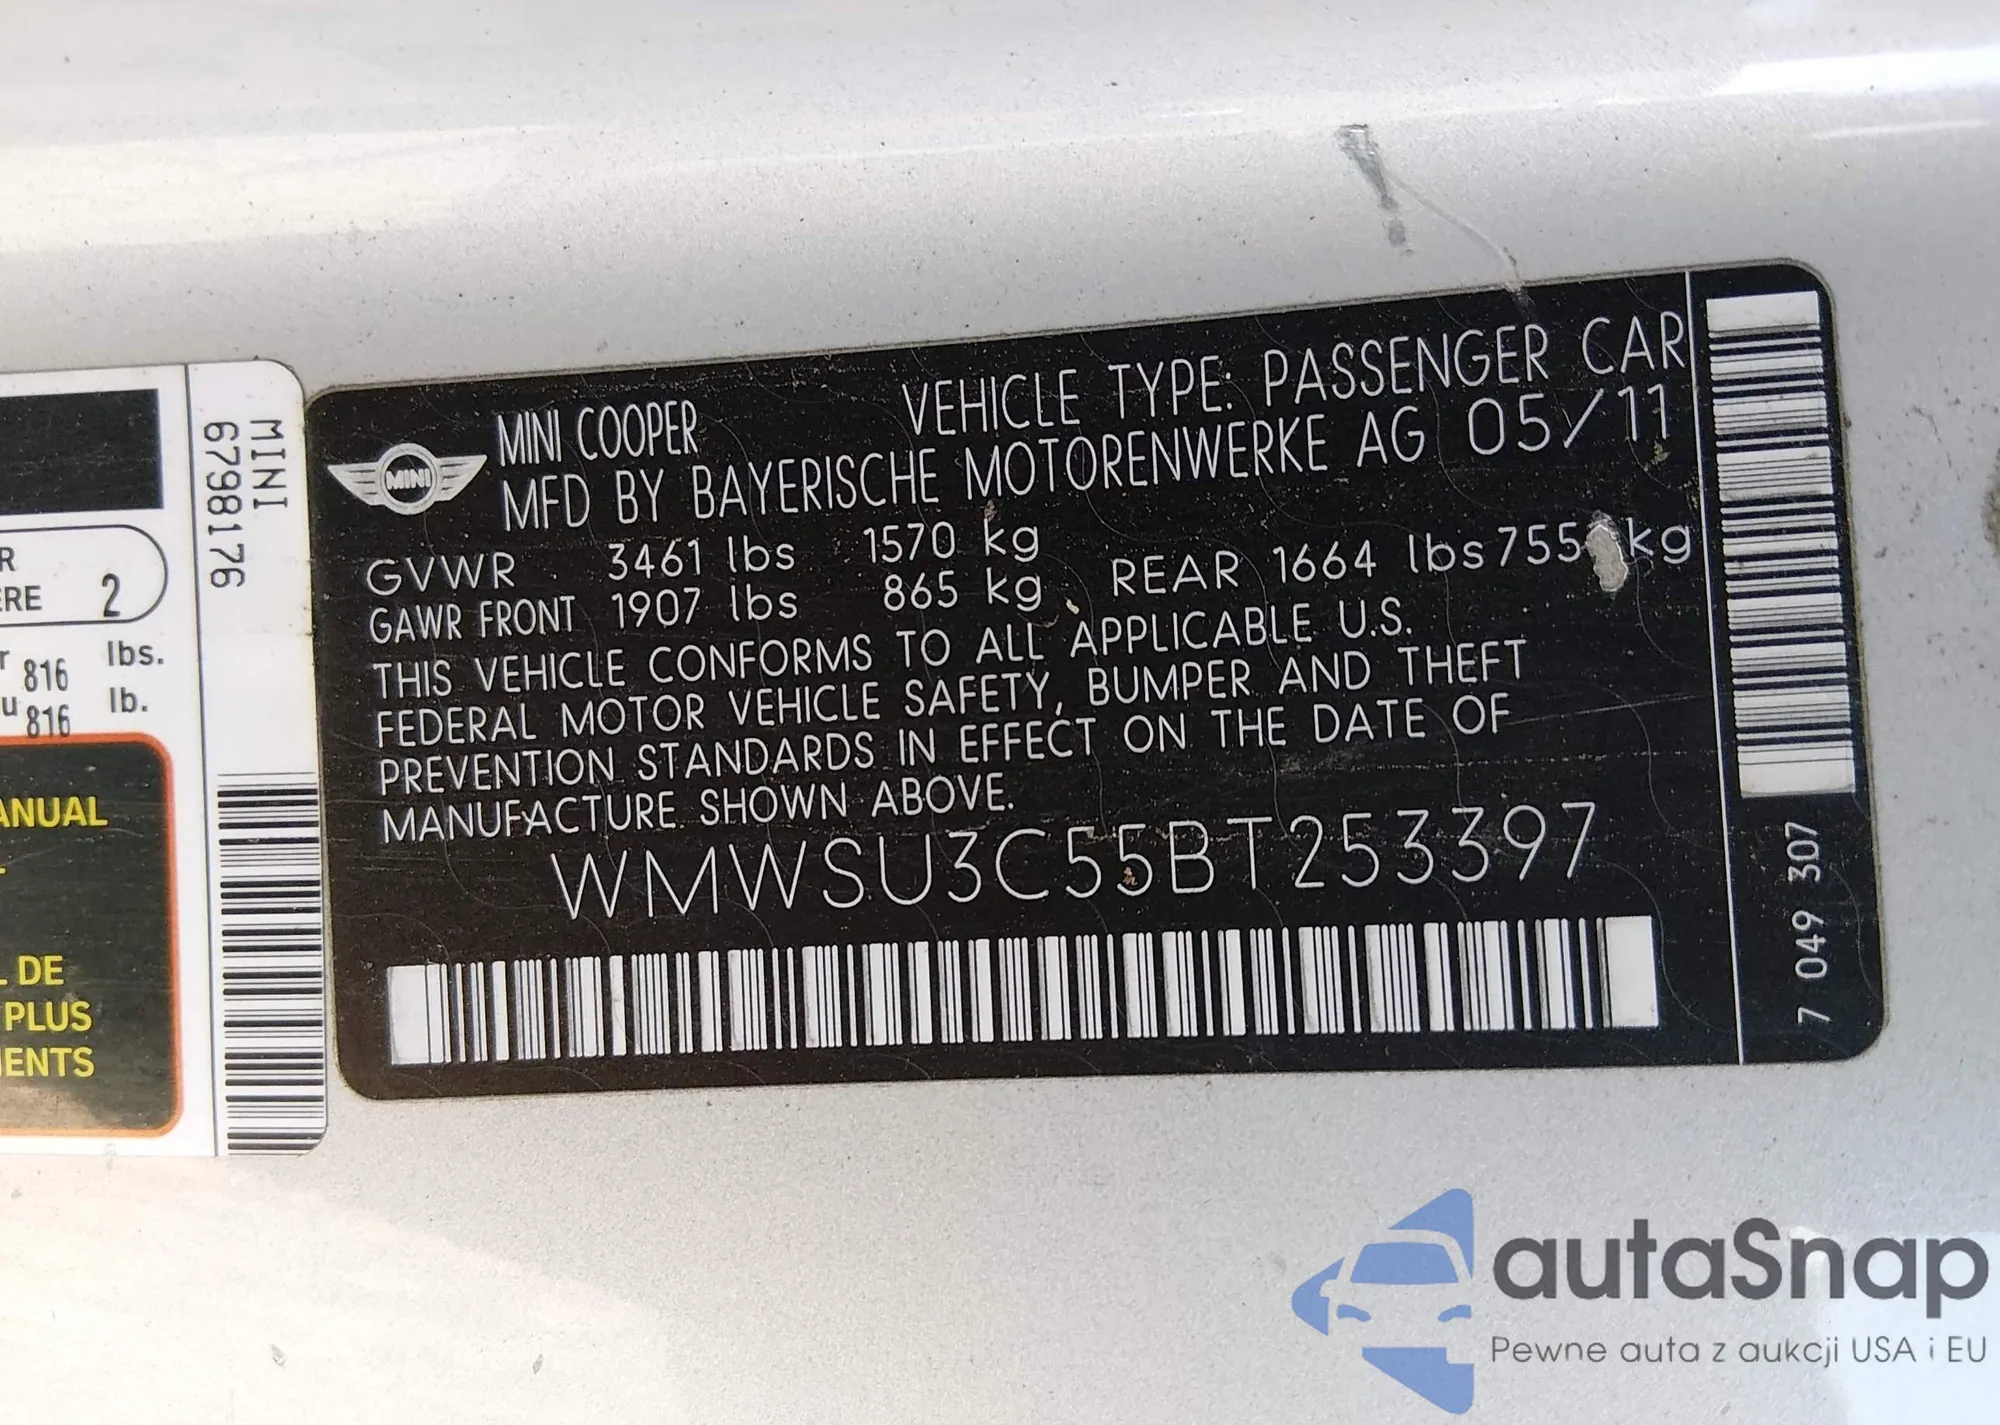 MINI COOPER VEHICLE TYPE: PASSENGER CAR
MFD BY BAYERISCHE MOTORENWERKE AG 05/11
MINI
GVWR 3461 lbs 1570 kg
GAWR FRONT 1907 lbs 865 kg REAR 1664 lbs 755 kg
THIS VEHICLE CONFORMS TO ALL APPLICABLE U.S.
FEDERAL MOTOR VEHICLE SAFETY, BUMPER AND THEFT
PREVENTION STANDARDS IN EFFECT ON THE DATE OF
MANUFACTURE SHOWN ABOVE.
WMWSU3C55BT253397
7 049 307
MINI
6798176
R
ERE 2
r 816 lbs.
u 816 lb.
ANUAL
L DE
PLUS
ENTS
autaSnap
Pewne auta z aukcji USA i EU